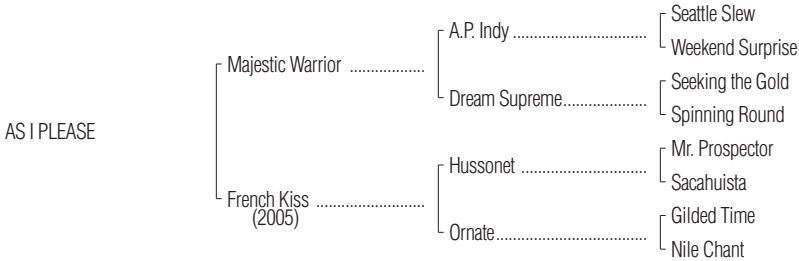 Seattle Slew
A.P. Indy ................................
Weekend Surprise
Majestic Warrior ..................
Seeking the Gold
Dream Supreme....................
Spinning Round
AS I PLEASE
Mr. Prospector
Hussonet ..............................
Sacahuista
French Kiss ..........................
(2005)
Gilded Time
Ornate....................................
Nile Chant